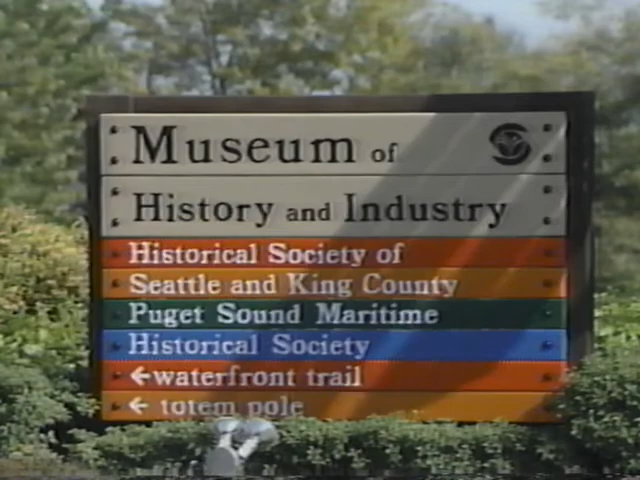 Museum of
History and Industry
Historical Society of
Seattle and King County
Puget Sound Maritime
Historical Society
←waterfront trail
← totem pole